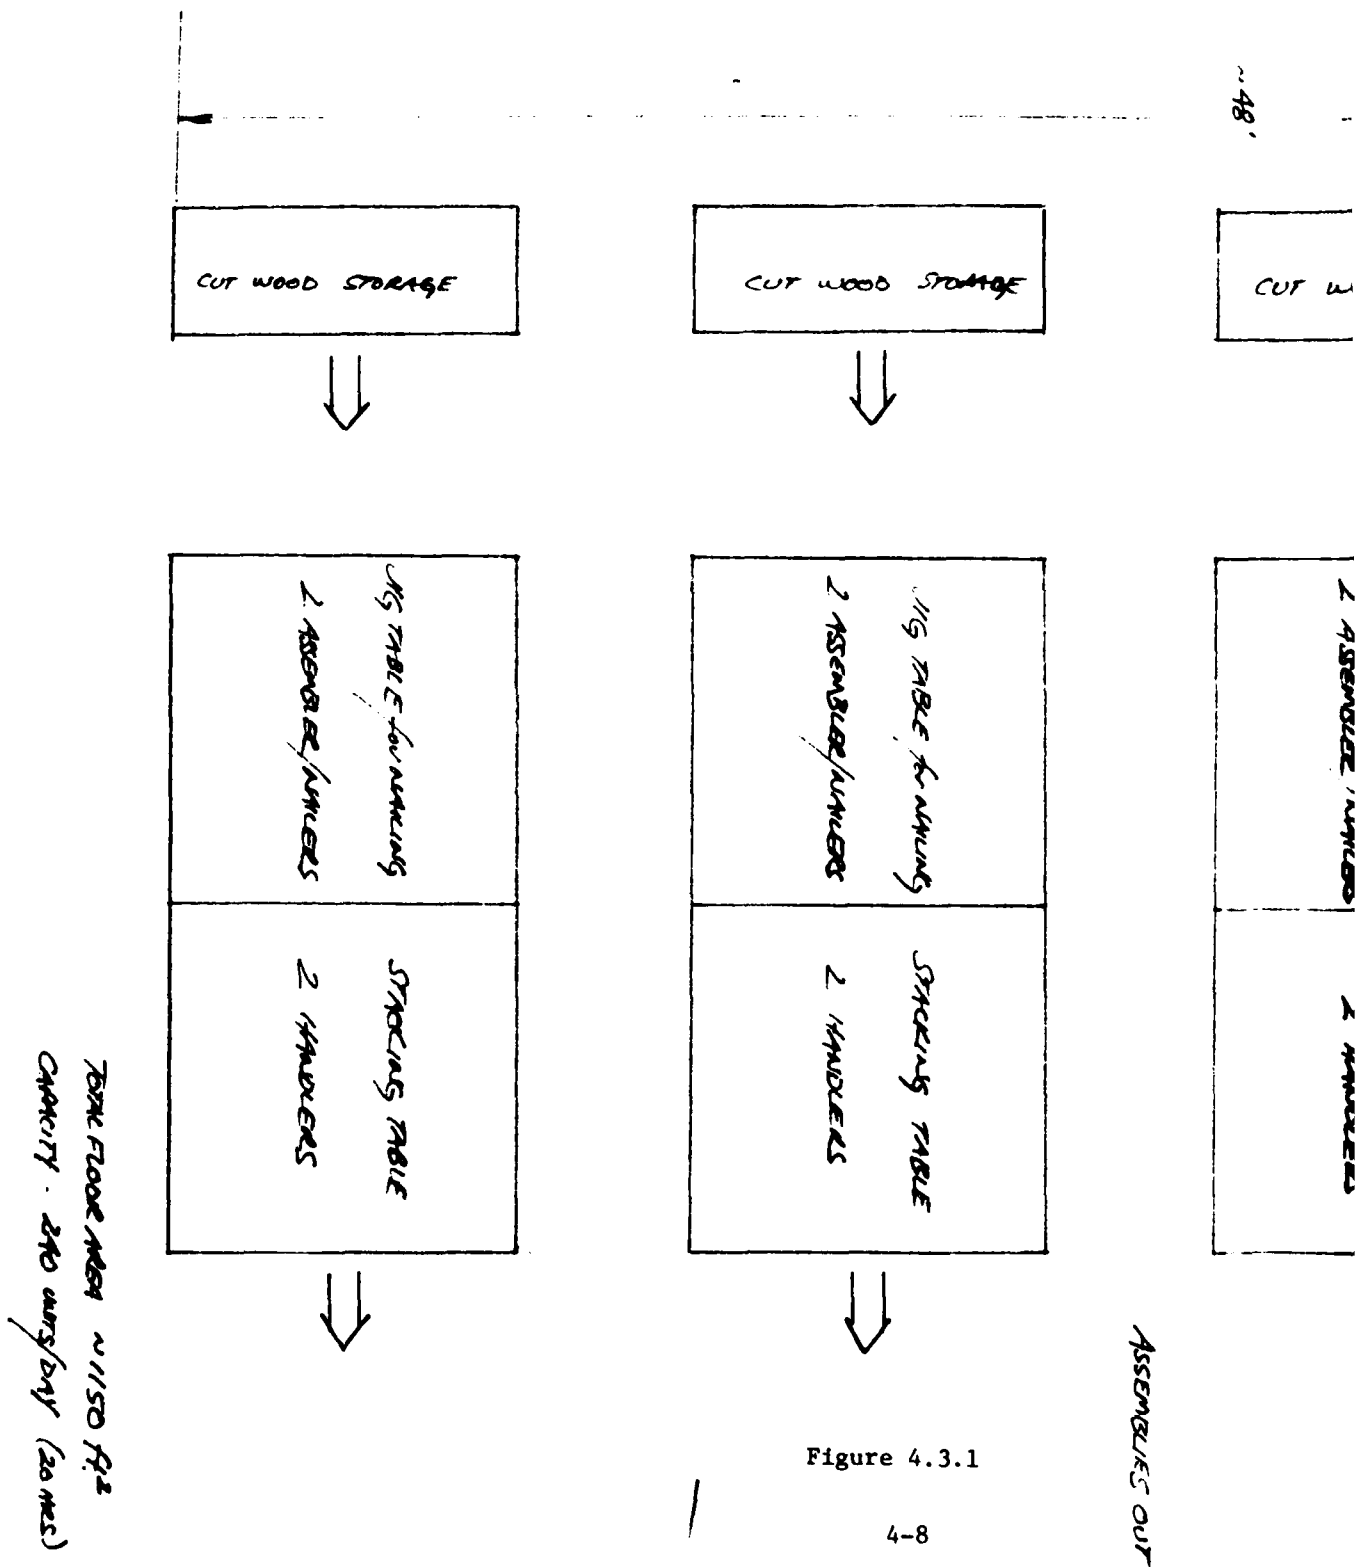 ~48'
CUT WOOD STORAGE
CUT WOOD STORAGE
CUT W
JIG TABLE for NAILING
2 ASSEMBLER/NAILERS
JIG TABLE for NAILING
2 ASSEMBLER/NAILERS
2 ASSEMBLER/NAILERS
STACKING TABLE
2 HANDLERS
STACKING TABLE
2 HANDLERS
2 HANDLERS
ASSEMBLIES OUT
TOTAL FLOOR AREA ~1150 ft²
CAPACITY - 240 UNITS/DAY (20 HRS)
Figure 4.3.1
4-8